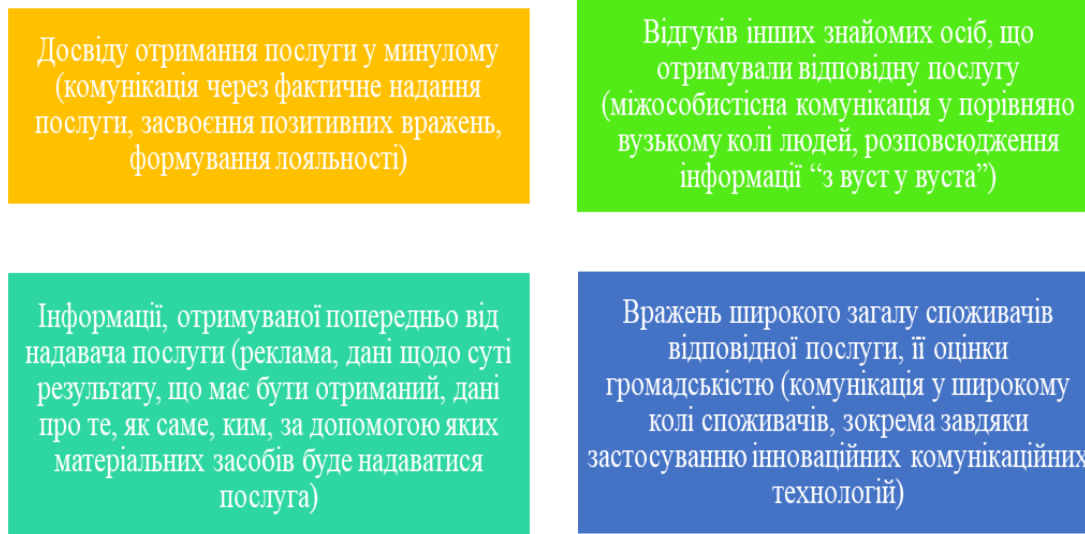 Досвіду отримання послуги у минулому
(комунікація через фактичне надання
послуги, засвоєння позитивних вражень,
формування лояльності)
Відгуків інших знайомих осіб, що
отримували відповідну послугу
(міжособистісна комунікація у порівняно
вузькому колі людей, розповсюдження
інформації “з вуст у вуста”)
Інформації, отримуваної попередньо від
надавача послуги (реклама, дані щодо суті
результату, що має бути отриманий, дані
про те, як саме, ким, за допомогою яких
матеріальних засобів буде надаватися
послуга)
Вражень широкого загалу споживачів
відповідної послуги, її оцінки
громадськістю (комунікація у широкому
колі споживачів, зокрема завдяки
застосуванню інноваційних комунікаційних
технологій)